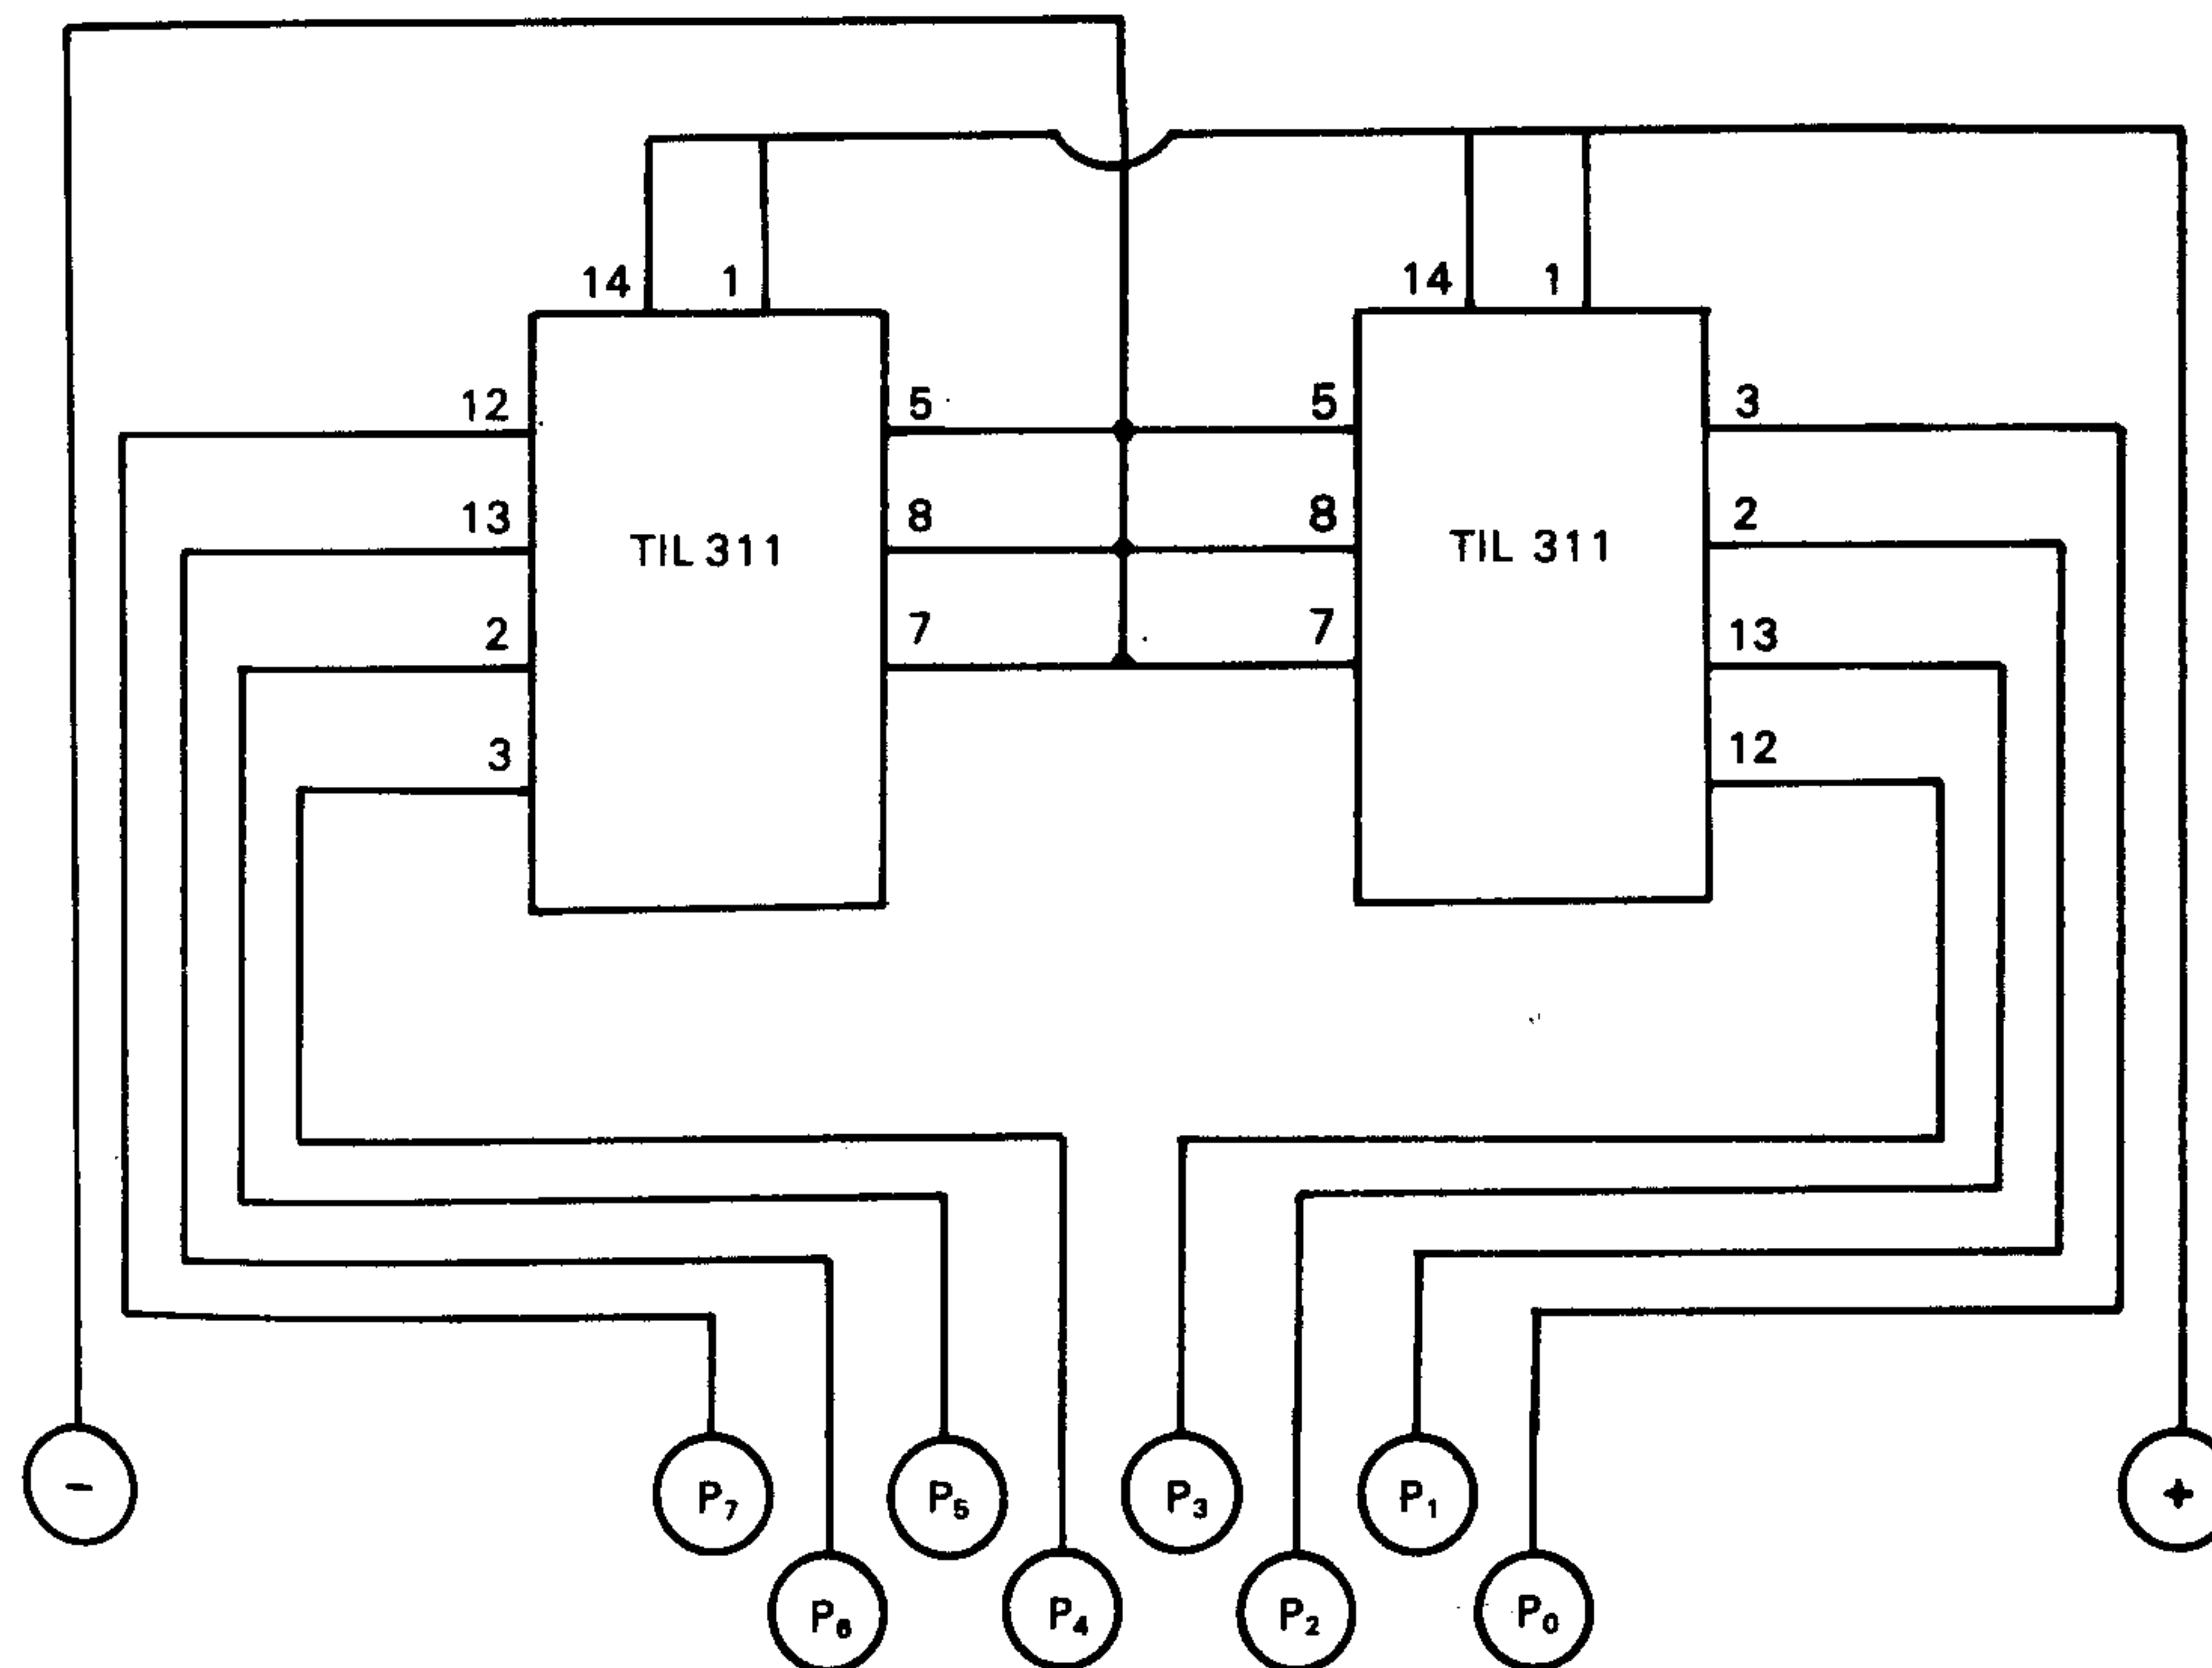 14 1 14 1
12 5 5 3
13 8 8 2
TIL 311 TIL 311
2 7 7 13
3 12
− P₇ P₅ P₃ P₁ +
P₆ P₄ P₂ P₀